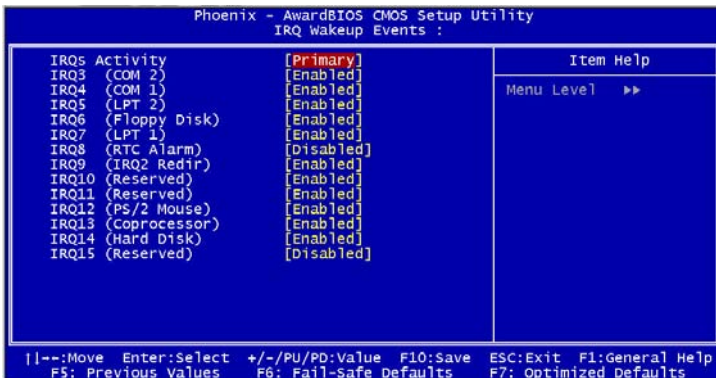 Phoenix - AwardBIOS CMOS Setup Utility
IRQ Wakeup Events :
IRQs Activity [Primary]
IRQ3 (COM 2) [Enabled]
IRQ4 (COM 1) [Enabled]
IRQ5 (LPT 2) [Enabled]
IRQ6 (Floppy Disk) [Enabled]
IRQ7 (LPT 1) [Enabled]
IRQ8 (RTC Alarm) [Disabled]
IRQ9 (IRQ2 Redir) [Enabled]
IRQ10 (Reserved) [Enabled]
IRQ11 (Reserved) [Enabled]
IRQ12 (PS/2 Mouse) [Enabled]
IRQ13 (Coprocessor) [Enabled]
IRQ14 (Hard Disk) [Enabled]
IRQ15 (Reserved) [Disabled]
Item Help
Menu Level ▶▶
↑↓→←:Move Enter:Select +/-/PU/PD:Value F10:Save ESC:Exit F1:General Help
F5: Previous Values F6: Fail-Safe Defaults F7: Optimized Defaults